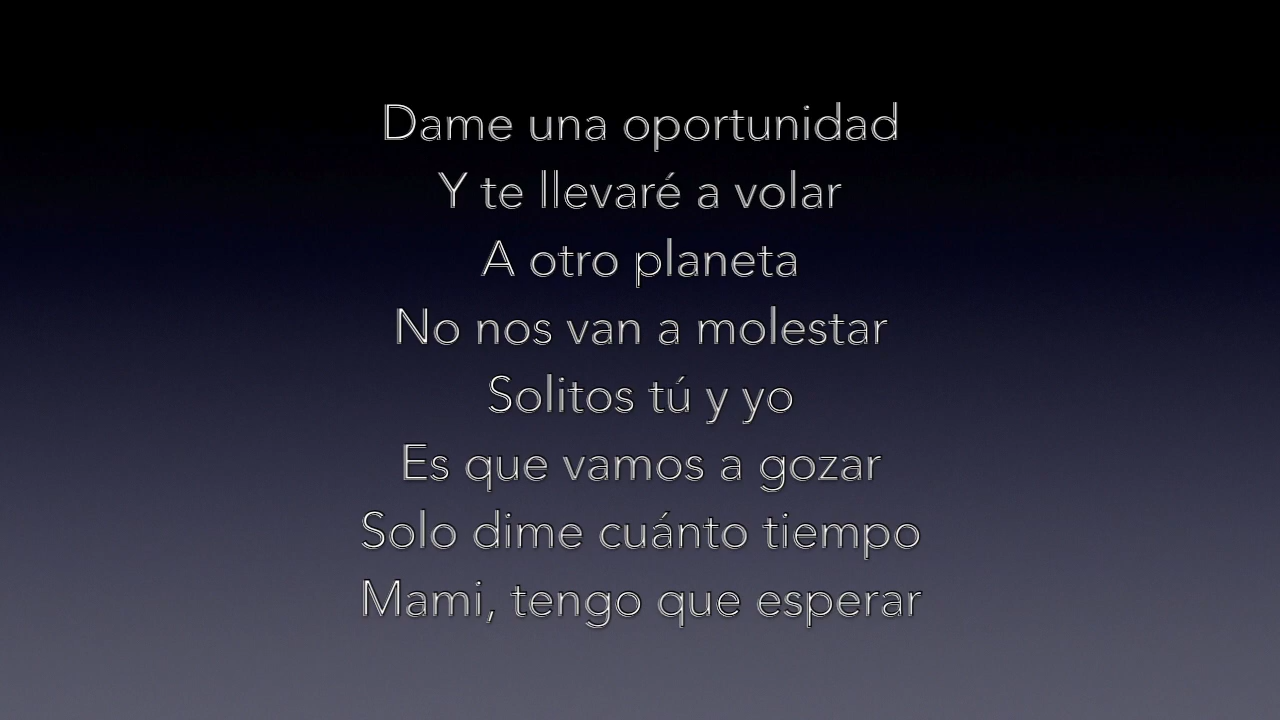 Dame una oportunidad
Y te llevaré a volar
A otro planeta
No nos van a molestar
Solitos tú y yo
Es que vamos a gozar
Solo dime cuánto tiempo
Mami, tengo que esperar